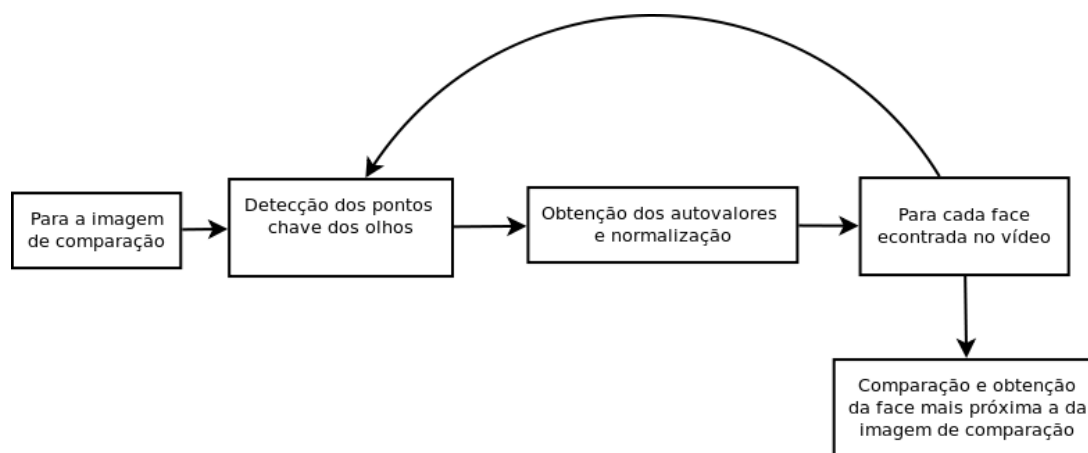 Para a imagem
de comparação
Detecção dos pontos
chave dos olhos
Obtenção dos autovalores
e normalização
Para cada face
econtrada no vídeo
Comparação e obtenção
da face mais próxima a da
imagem de comparação